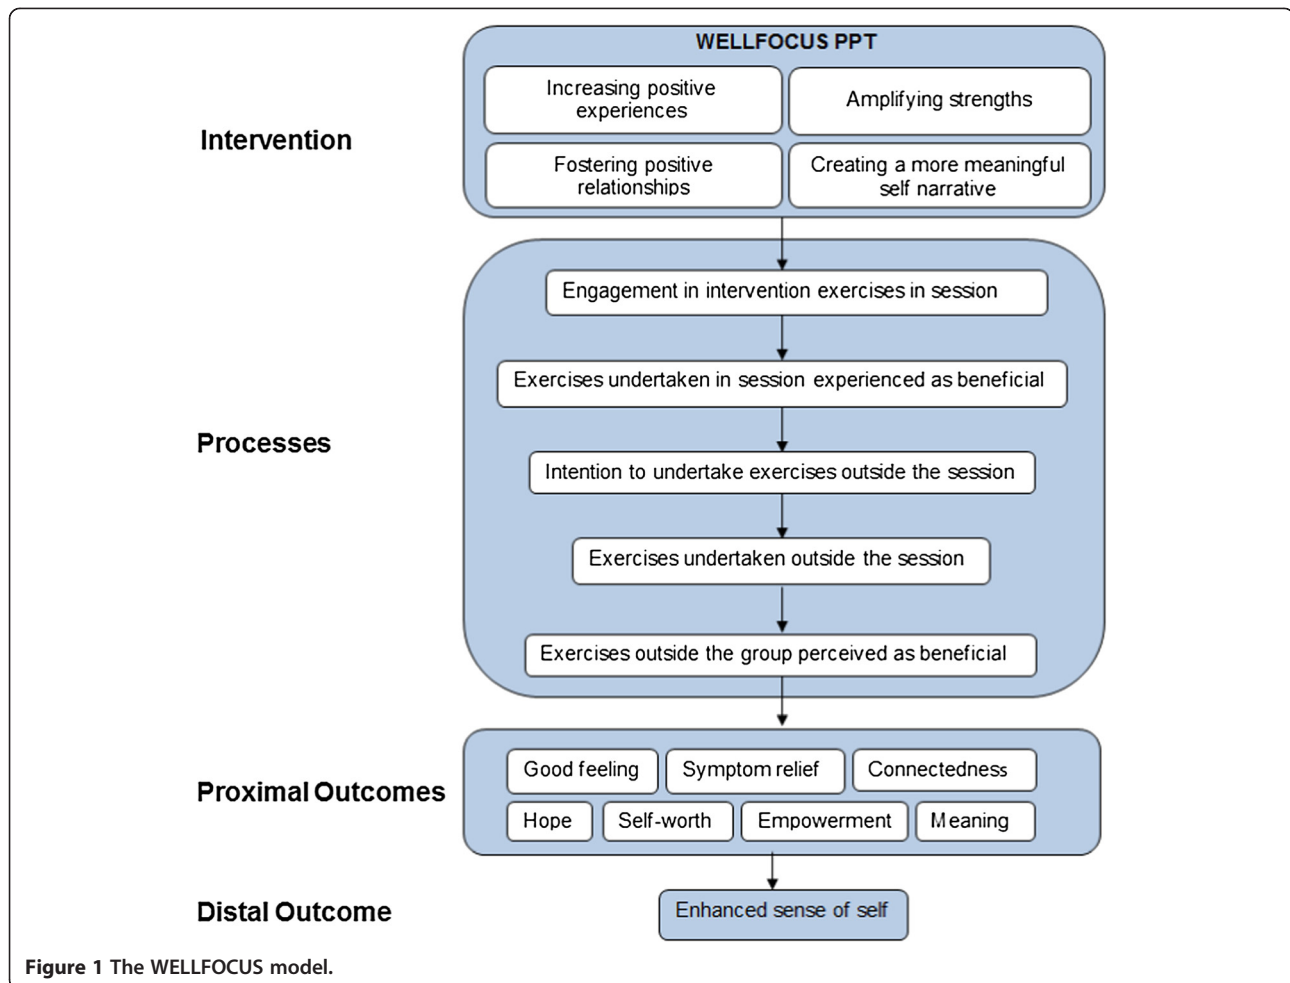 WELLFOCUS PPT
Intervention
Increasing positive
experiences
Amplifying strengths
Fostering positive
relationships
Creating a more meaningful
self narrative
Processes
Engagement in intervention exercises in session
Exercises undertaken in session experienced as beneficial
Intention to undertake exercises outside the session
Exercises undertaken outside the session
Exercises outside the group perceived as beneficial
Proximal Outcomes
Good feeling
Symptom relief
Connectedness
Hope
Self-worth
Empowerment
Meaning
Distal Outcome
Enhanced sense of self
Figure 1 The WELLFOCUS model.